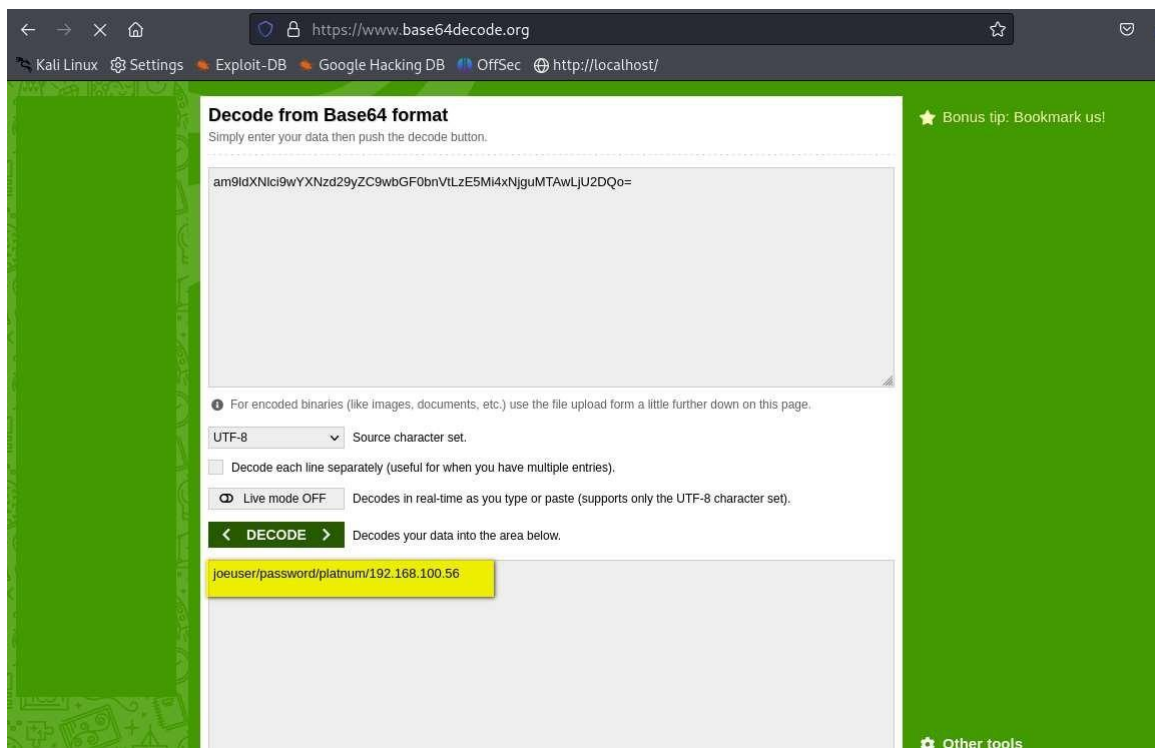 https://www.base64decode.org
Kali Linux Settings Exploit-DB Google Hacking DB OffSec http://localhost/
Decode from Base64 format
Simply enter your data then push the decode button.
Bonus tip: Bookmark us!
am9ldXNlci9wYXNzd29yZC9wbGF0bnVtLzE5Mi4xNjguMTAwLjU2DQo=
For encoded binaries (like images, documents, etc.) use the file upload form a little further down on this page.
UTF-8 Source character set.
Decode each line separately (useful for when you have multiple entries).
Live mode OFF Decodes in real-time as you type or paste (supports only the UTF-8 character set).
< DECODE > Decodes your data into the area below.
joeuser/password/platnum/192.168.100.56
Other tools